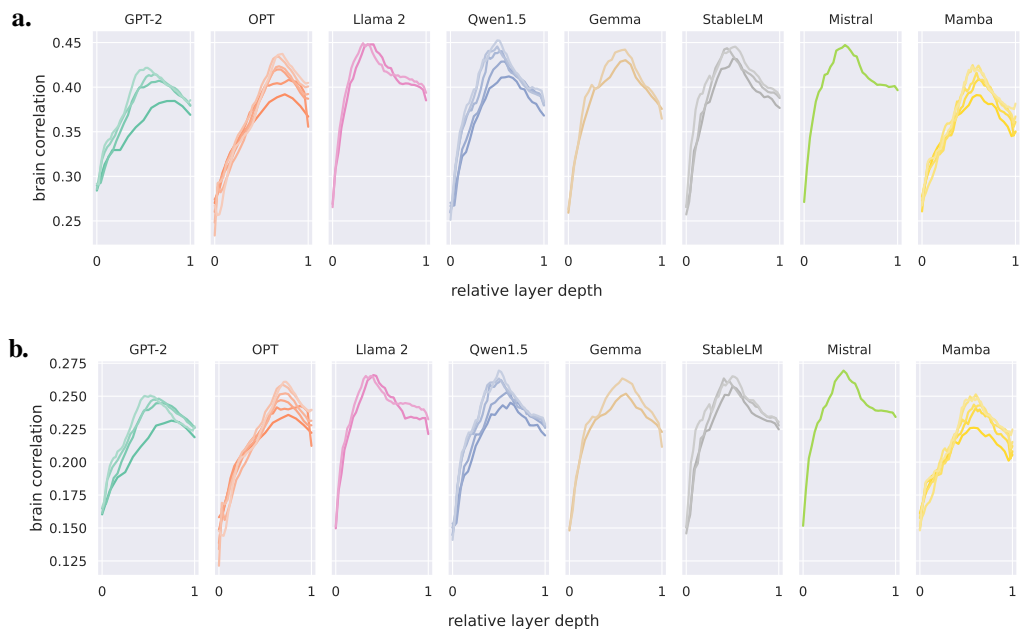 a.
GPT-2 OPT Llama 2 Qwen1.5 Gemma StableLM Mistral Mamba
brain correlation
0.45
0.40
0.35
0.30
0.25
0 1 0 1 0 1 0 1 0 1 0 1 0 1 0 1
relative layer depth
b.
GPT-2 OPT Llama 2 Qwen1.5 Gemma StableLM Mistral Mamba
brain correlation
0.275
0.250
0.225
0.200
0.175
0.150
0.125
0 1 0 1 0 1 0 1 0 1 0 1 0 1 0 1
relative layer depth